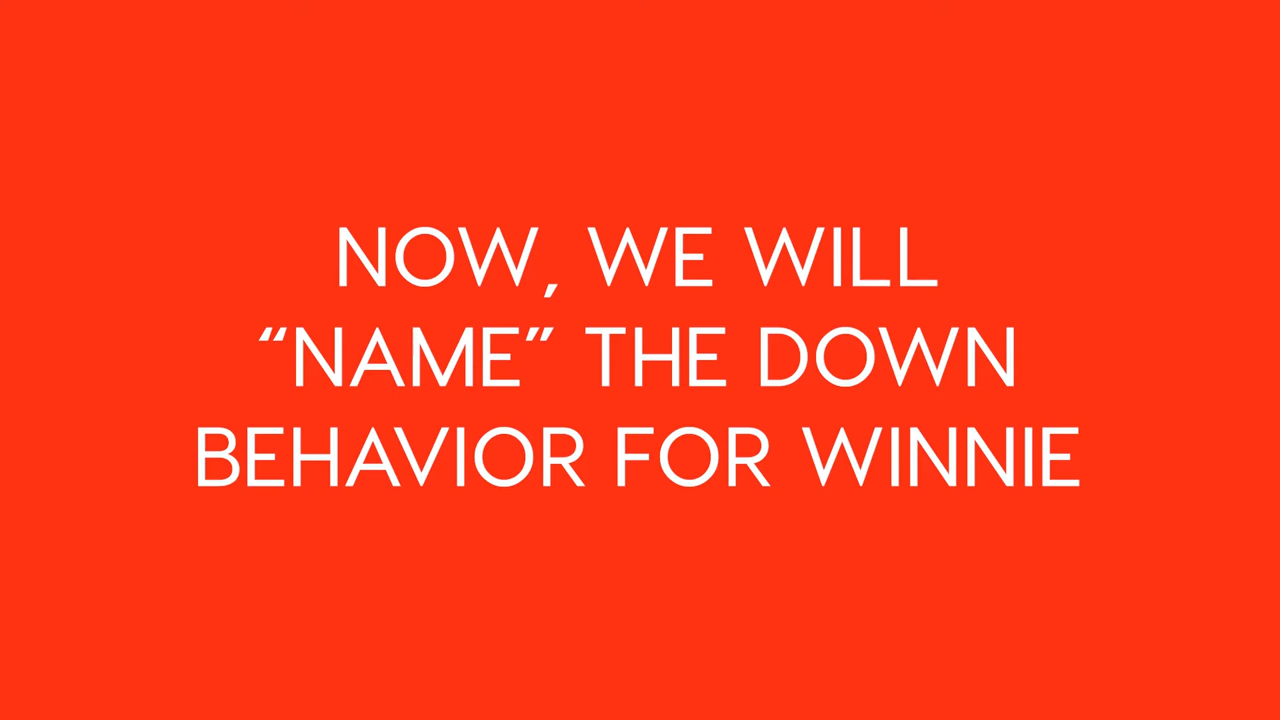 NOW, WE WILL
“NAME” THE DOWN
BEHAVIOR FOR WINNIE